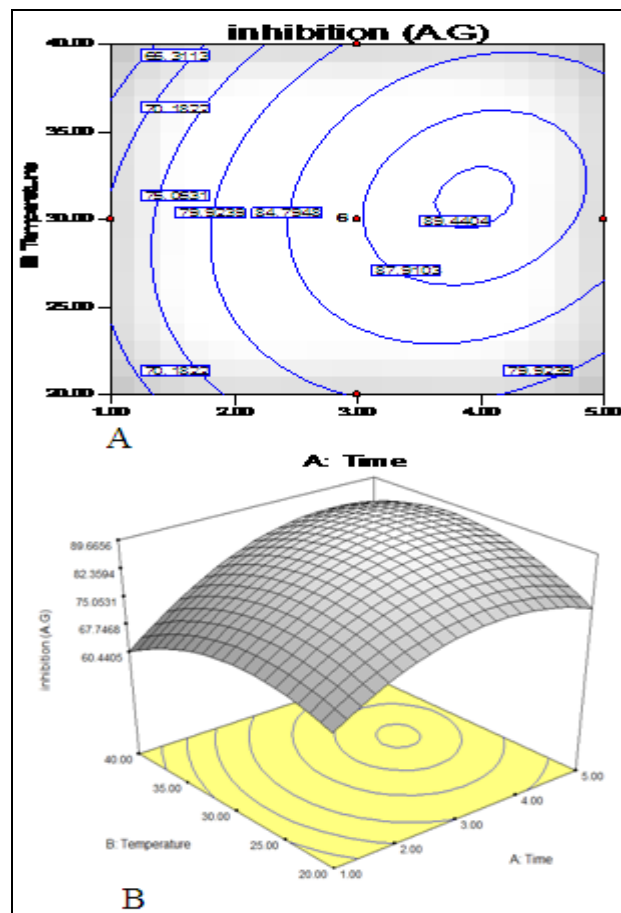 inhibition (A.G)
40.00
65.3113
70.1822
35.00
75.0531
79.9239
84.7948
6
30.00
89.4404
B Temperature
87.9103
25.00
70.1822
79.9239
20.00
1.00 2.00 3.00 4.00 5.00
A
A: Time
89.6656
82.3594
75.0531
67.7468
60.4405
inhibition (A.G)
40.00 5.00
35.00 4.00
30.00 3.00
25.00 2.00
20.00 1.00
B: Temperature
A: Time
B